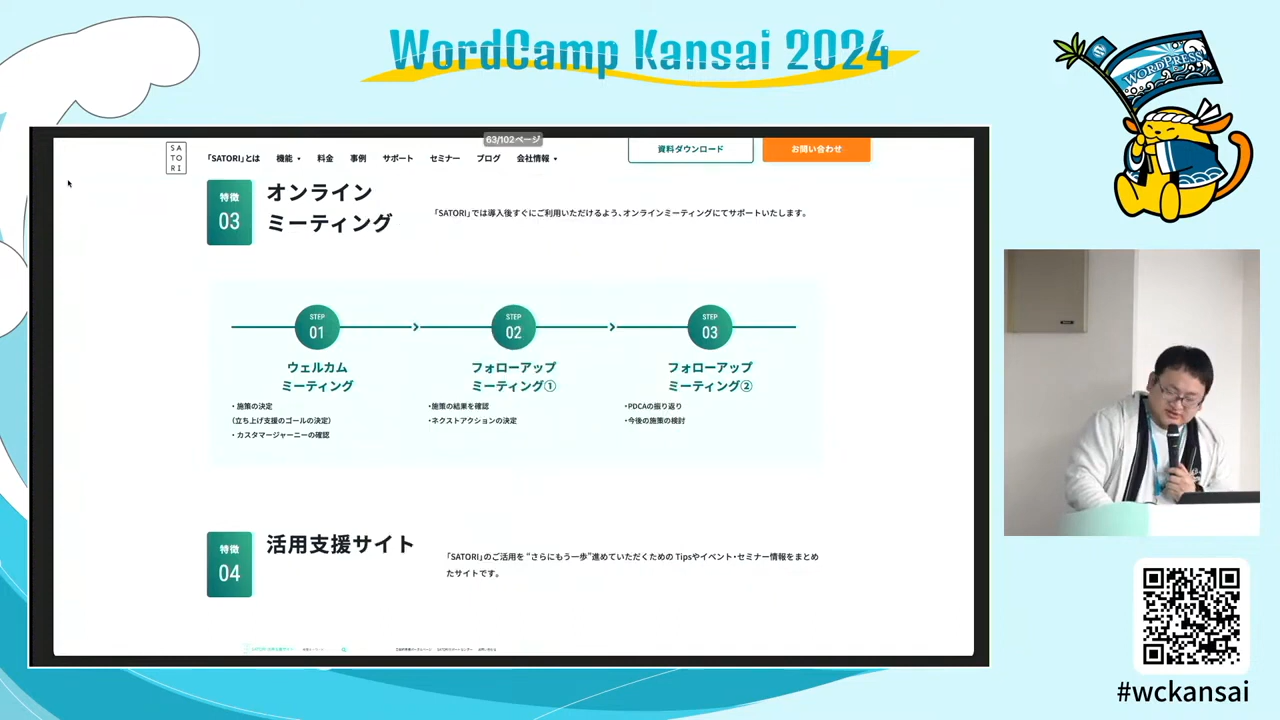 WordCamp Kansai 2024
WORDPRESS
63/102ページ
SA
TO
RI
「SATORI」とは
機能
料金
事例
サポート
セミナー
ブログ
会社情報
資料ダウンロード
お問い合わせ
特徴
03
オンライン
ミーティング
「SATORI」では導入後すぐにご利用いただけるよう、オンラインミーティングにてサポートいたします。
STEP
01
STEP
02
STEP
03
ウェルカム
ミーティング
・施策の決定
（立ち上げ支援のゴールの決定）
・カスタマージャーニーの確認
フォローアップ
ミーティング①
・施策の結果を確認
・ネクストアクションの決定
フォローアップ
ミーティング②
・PDCAの振り返り
・今後の施策の検討
特徴
04
活用支援サイト
「SATORI」のご活用を “さらにもう一歩”進めていただくための Tipsやイベント・セミナー情報をまとめ
たサイトです。
#wckansai